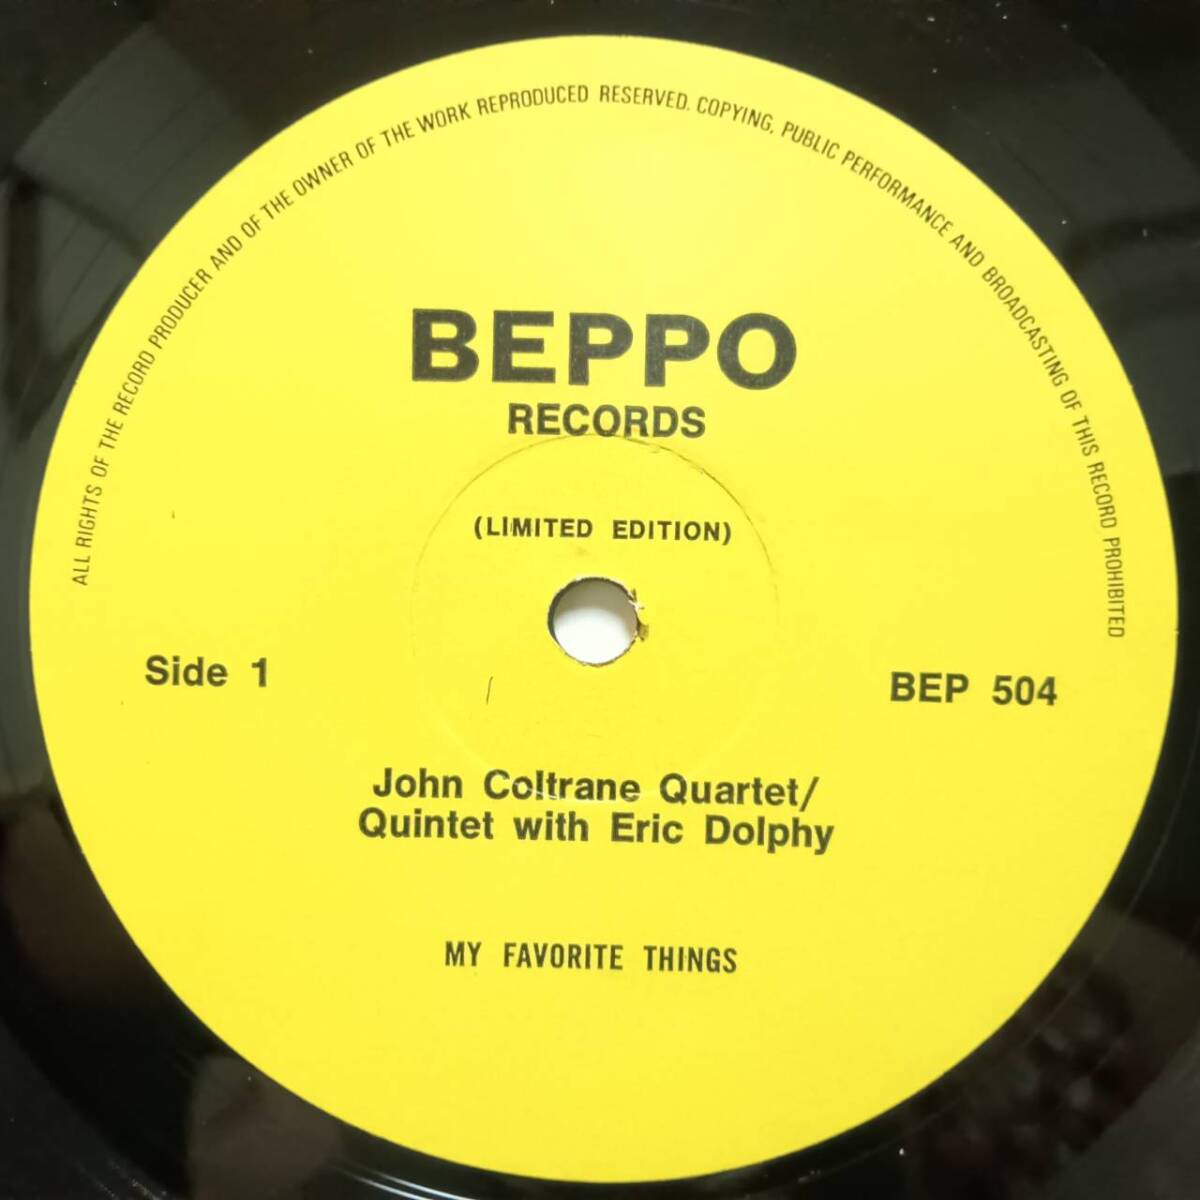 ALL RIGHTS OF THE RECORD PRODUCER AND OF THE OWNER OF THE WORK REPRODUCED RESERVED. COPYING, PUBLIC PERFORMANCE AND BROADCASTING OF THIS RECORD PROHIBITED
BEPPO
RECORDS
(LIMITED EDITION)
Side 1
BEP 504
John Coltrane Quartet/
Quintet with Eric Dolphy
MY FAVORITE THINGS